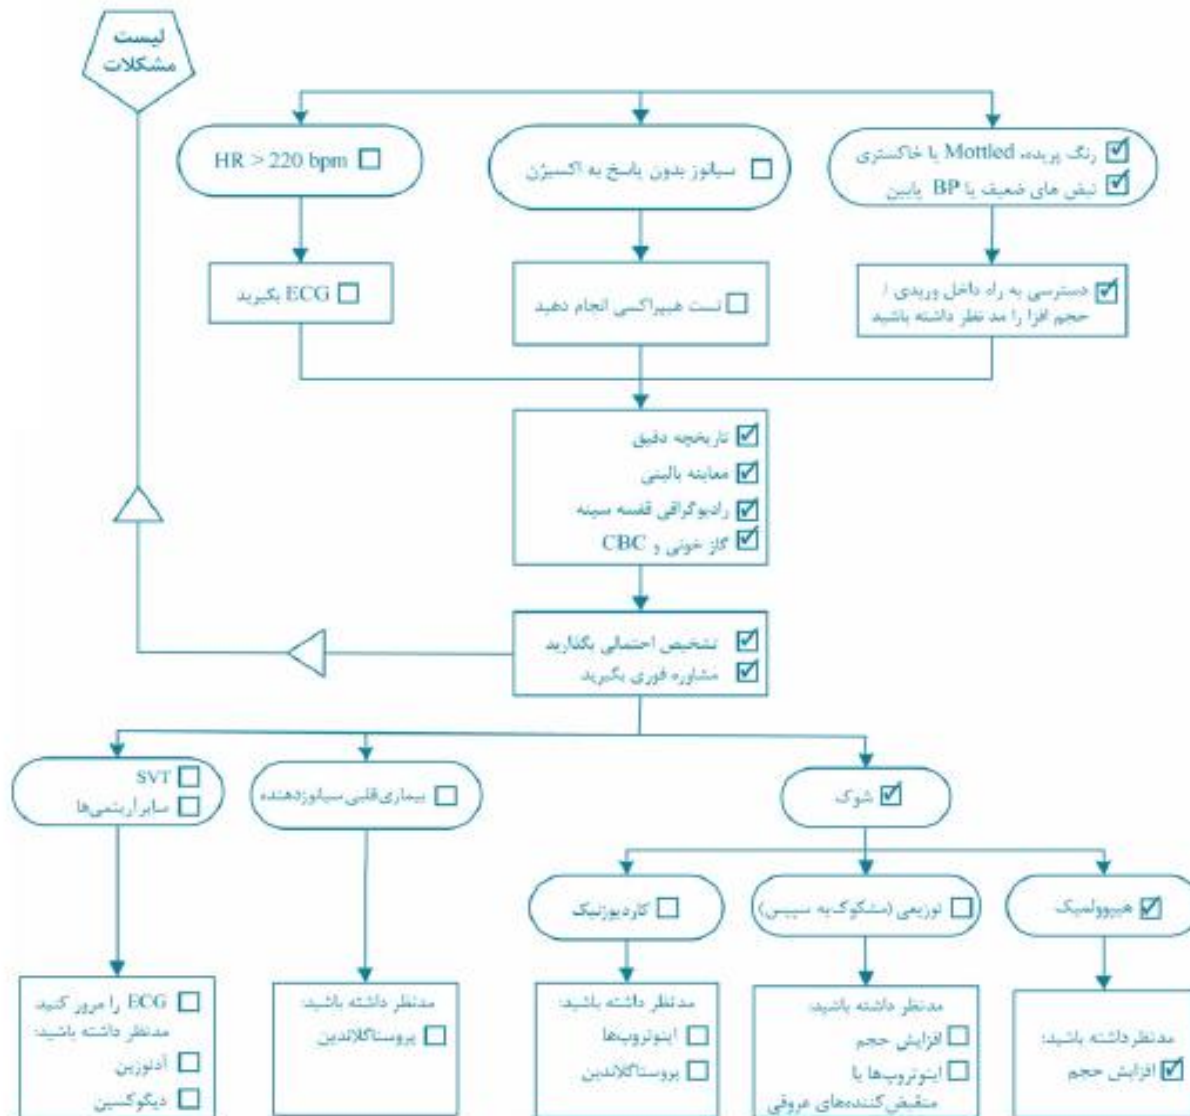 لیست
مشکلات
رنگ پریده، Mottled یا خاکستری
نبض های ضعیف یا BP پایین
سیانوز بدون پاسخ به اکسیژن
HR > 220 bpm
دسترسی به راه داخل وریدی /
حجم افزا را مد نظر داشته باشید
تست هیپراکسی انجام دهید
ECG بگیرید
تاریخچه دقیق
معاینه بالینی
رادیوگرافی قفسه سینه
گاز خونی و CBC
تشخیص احتمالی بگذارید
مشاوره فوری بگیرید
شوک
بیماری قلبی سیانوزدهنده
SVT
سایر آریتمی‌ها
هیپوولمیک
توزیعی (مشکوک به سپسیس)
کاردیوژنیک
مدنظر داشته باشید:
افزایش حجم
مدنظر داشته باشید:
افزایش حجم
اینوتروپ‌ها یا
منقبض‌کننده‌های عروقی
مدنظر داشته باشید:
اینوتروپ‌ها
پروستاگلاندین
مدنظر داشته باشید:
پروستاگلاندین
ECG را مرور کنید
مدنظر داشته باشید:
آدنوزین
دیگوکسین